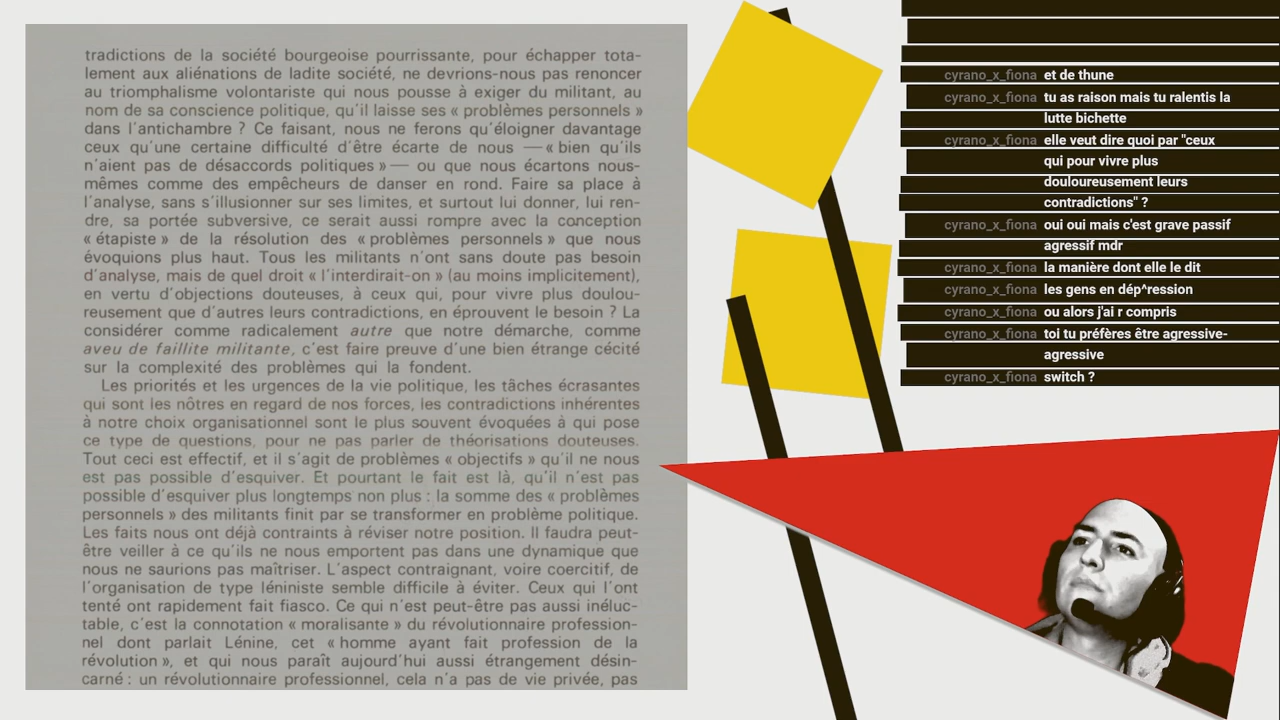 tradictions de la société bourgeoise pourrissante, pour échapper tota-
lement aux aliénations de ladite société, ne devrions-nous pas renoncer
au triomphalisme volontariste qui nous pousse à exiger du militant, au
nom de sa conscience politique, qu'il laisse ses « problèmes personnels »
dans l'antichambre ? Ce faisant, nous ne ferons qu'éloigner davantage
ceux qu'une certaine peur d'être écrase de nous — « bien qu'ils
n'aient pas de désaccords politiques » — ou que nous écartons nous-
mêmes comme des empêcheurs de danser en rond. Faire sa place à
l'analyse, sans s'illusionner sur ses limites, et surtout lui donner, lui ren-
dre, sa portée subversive, ce serait aussi rompre avec la conception
« étapiste » de la résolution des « problèmes personnels » que nous
évoquions plus haut. Tous les militants n'ont sans doute pas besoin
d'analyse, mais de quel droit « l'interdirait-on » (au moins implicitement),
en vertu d'objections douteuses, à ceux qui, pour vivre plus doulou-
reusement que d'autres leurs contradictions, en éprouvent le besoin ? La
considérer comme radicalement autre que notre démarche, comme
aveu de faillite militante, c'est faire preuve d'une bien étrange cécité
sur la complexité des problèmes qui la fondent.
Les priorités et les urgences de la lutte politique, les tâches écrasantes
qui sont les nôtres en regard de nos forces, les contradictions inhérentes
à notre choix organisationnel sont le plus souvent évoquées à qui pose
ce type de questions, pour ne pas parler de théorisations douteuses.
Tout ceci est effectif, et il s'agit de problèmes « objectifs » qu'il ne nous
est pas possible d'esquiver. Et pourtant le fait est là, qu'il n'est pas
possible d'esquiver plus longtemps non plus : la somme des « problèmes
personnels » des militants finit par se transformer en problème politique.
Les faits nous ont déjà contraints à réviser notre position. Il faudra peut-
être veiller à ce qu'ils ne nous emportent pas dans une dynamique que
nous ne saurions pas maîtriser. L'aspect contraignant, voire coercitif, de
l'organisation de type léniniste semble difficile à éviter. Ceux qui l'ont
tenté ont rapidement fait fiasco. Ce qui n'est peut-être pas aussi inéluc-
table, c'est la connotation « moralisante » du révolutionnaire profession-
nel dont parlait Lénine, cet « homme ayant fait profession de la
révolution », et qui nous paraît aujourd'hui aussi étrangement désin-
carné : un révolutionnaire professionnel, cela n'a pas de vie privée, pas
cyrano_x_fiona et de thune
cyrano_x_fiona tu as raison mais tu ralentis la
lutte bichette
cyrano_x_fiona elle veut dire quoi par "ceux
qui pour vivre plus
douloureusement leurs
contradictions" ?
cyrano_x_fiona oui oui mais c'est grave passif
agressif mdr
cyrano_x_fiona la manière dont elle le dit
cyrano_x_fiona les gens en dép^ression
cyrano_x_fiona ou alors j'ai r compris
cyrano_x_fiona toi tu préfères être agressive-
agressive
cyrano_x_fiona switch ?